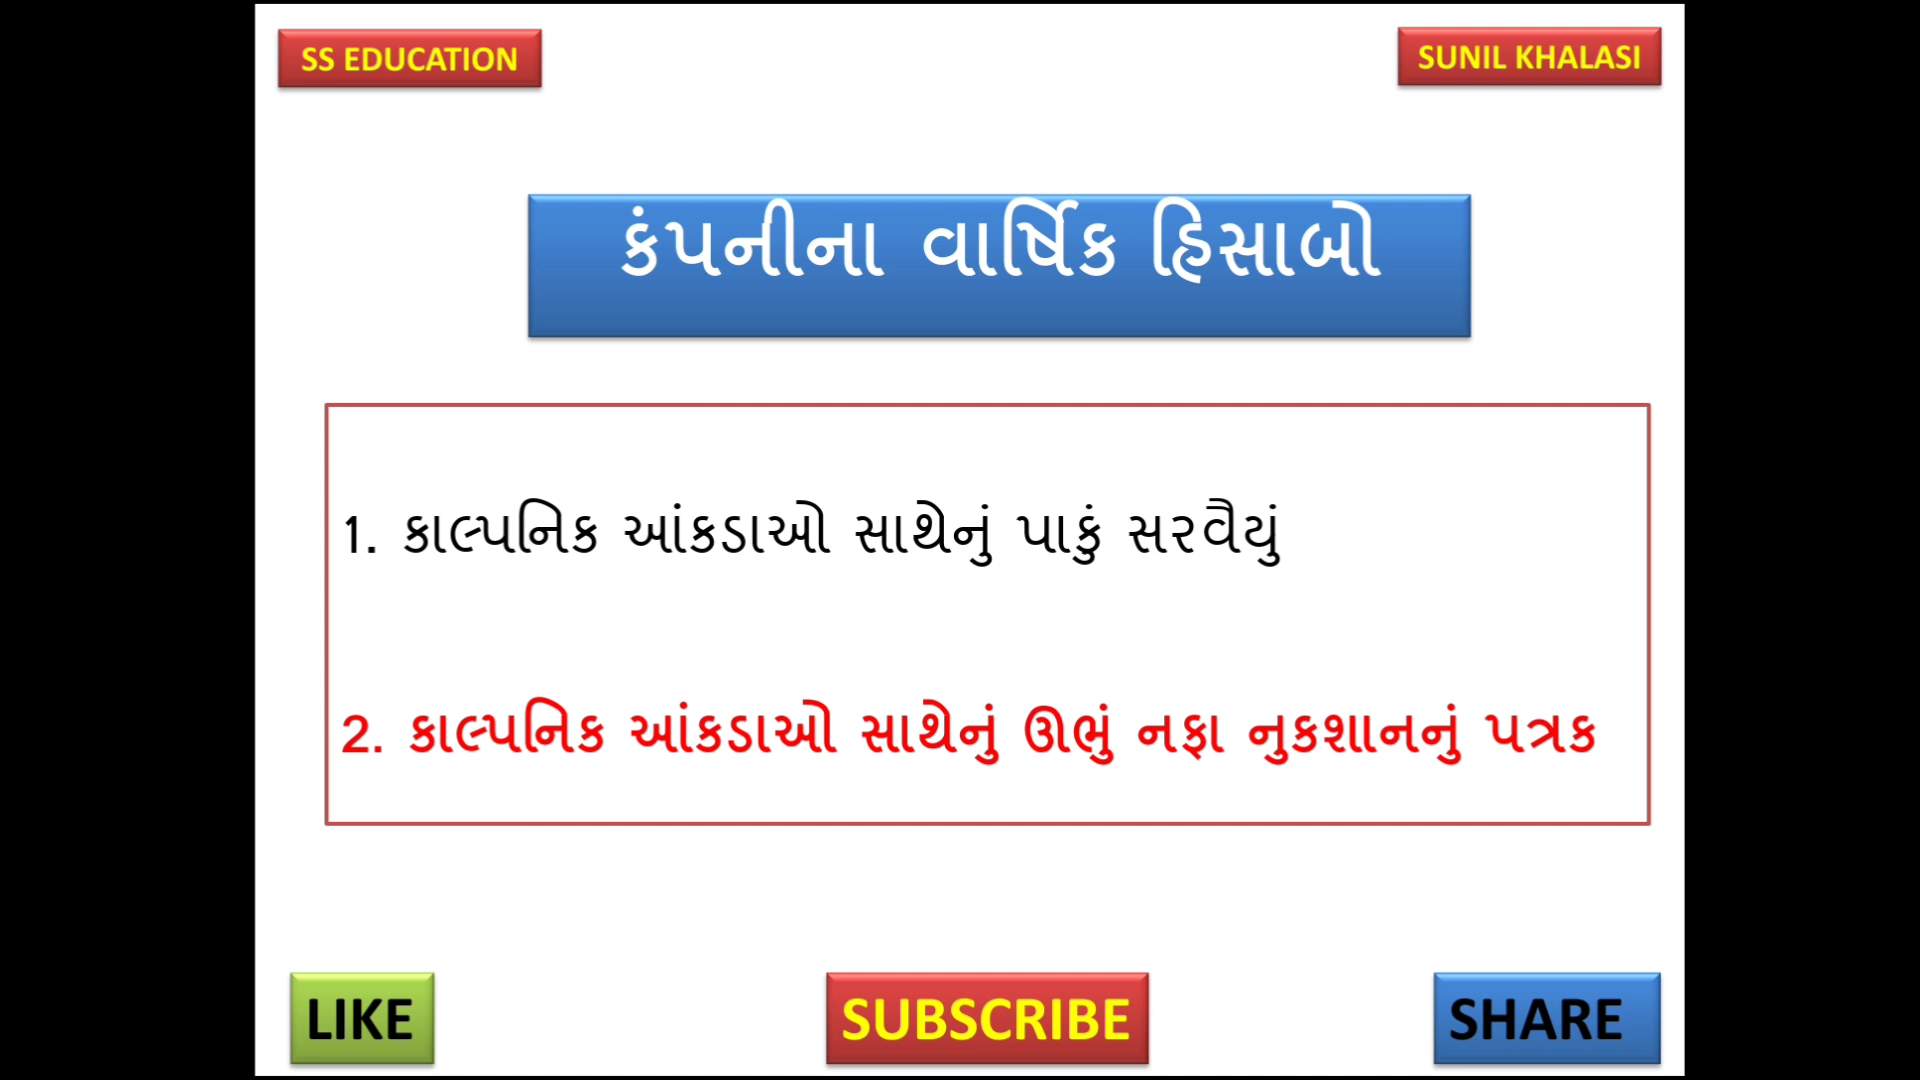 SS EDUCATION
SUNIL KHALASI
કંપનીના વાર્ષિક હિસાબો
1. કાલ્પનિક આંકડાઓ સાથેનું પાકું સરવૈયું
2. કાલ્પનિક આંકડાઓ સાથેનું ઊભું નફા નુકશાનનું પત્રક
LIKE
SUBSCRIBE
SHARE